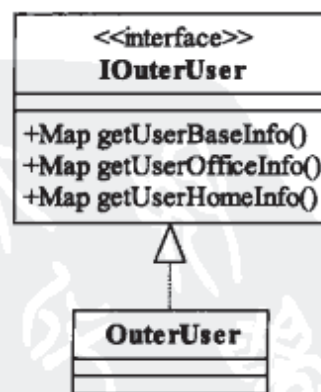 <<interface>>
IOuterUser
+Map getUserBaseInfo()
+Map getUserOfficeInfo()
+Map getUserHomeInfo()
OuterUser